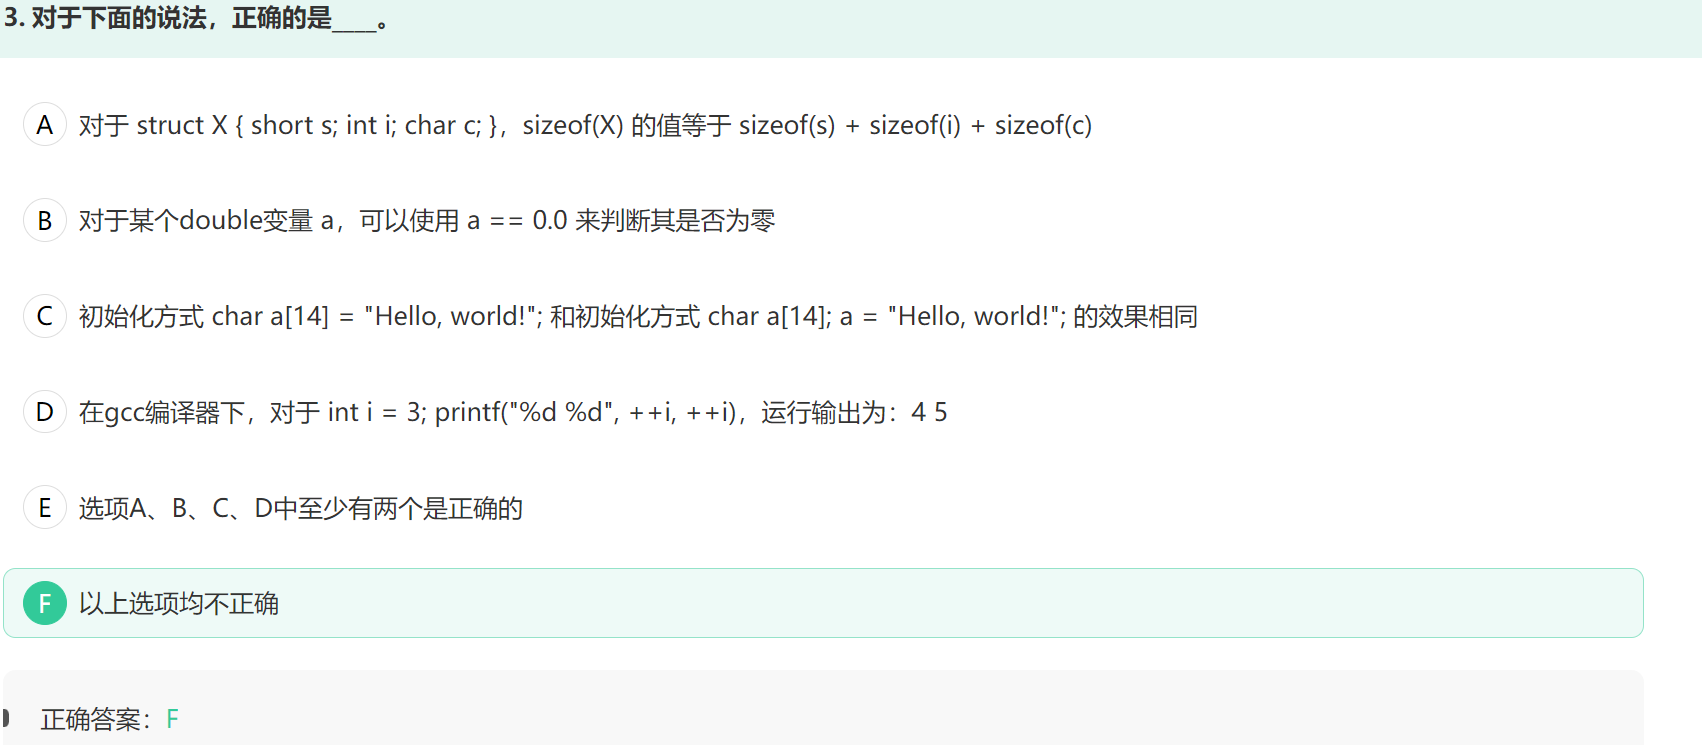 3. 对于下面的说法，正确的是____。
A 对于 struct X { short s; int i; char c; }，sizeof(X) 的值等于 sizeof(s) + sizeof(i) + sizeof(c)
B 对于某个double变量 a，可以使用 a == 0.0 来判断其是否为零
C 初始化方式 char a[14] = "Hello, world!"; 和初始化方式 char a[14]; a = "Hello, world!"; 的效果相同
D 在gcc编译器下，对于 int i = 3; printf("%d %d", ++i, ++i)，运行输出为：4 5
E 选项A、B、C、D中至少有两个是正确的
F 以上选项均不正确
正确答案：F